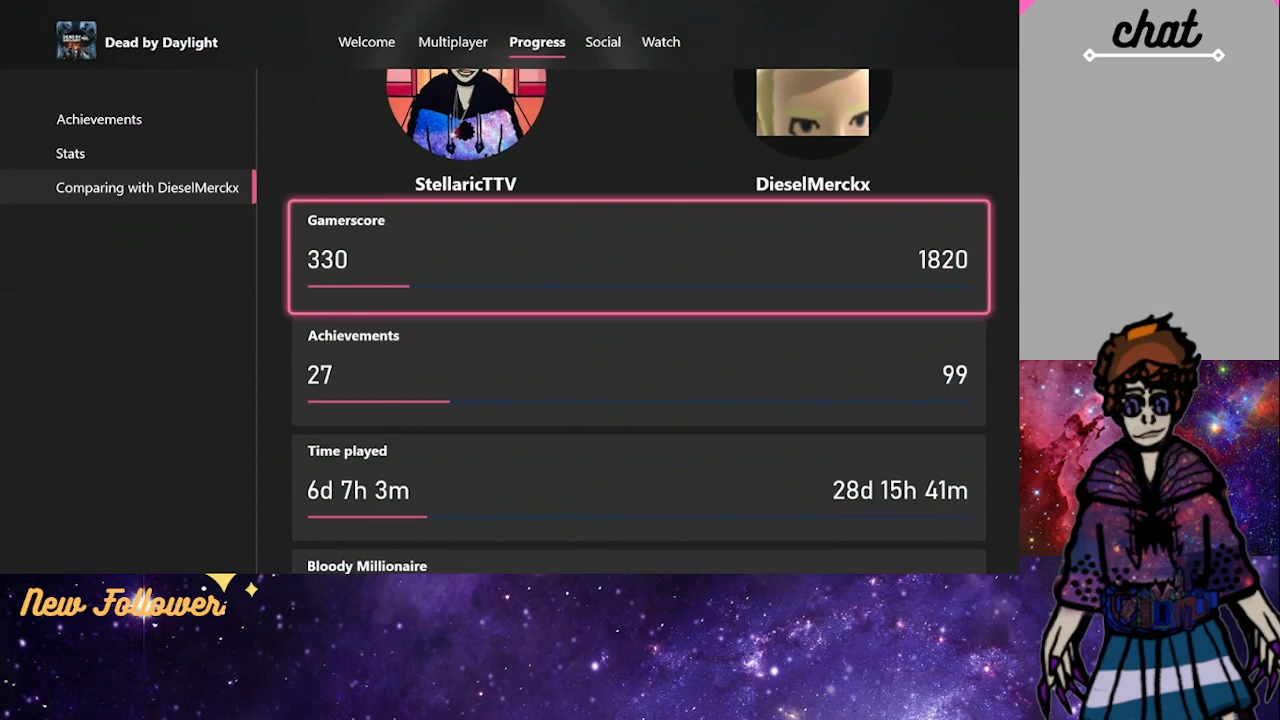 Dead by Daylight
Welcome Multiplayer Progress Social Watch
chat
Achievements
Stats
Comparing with DieselMerckx
StellaricTTV DieselMerckx
Gamerscore
330 1820
Achievements
27 99
Time played
6d 7h 3m 28d 15h 41m
Bloody Millionaire
New Follower